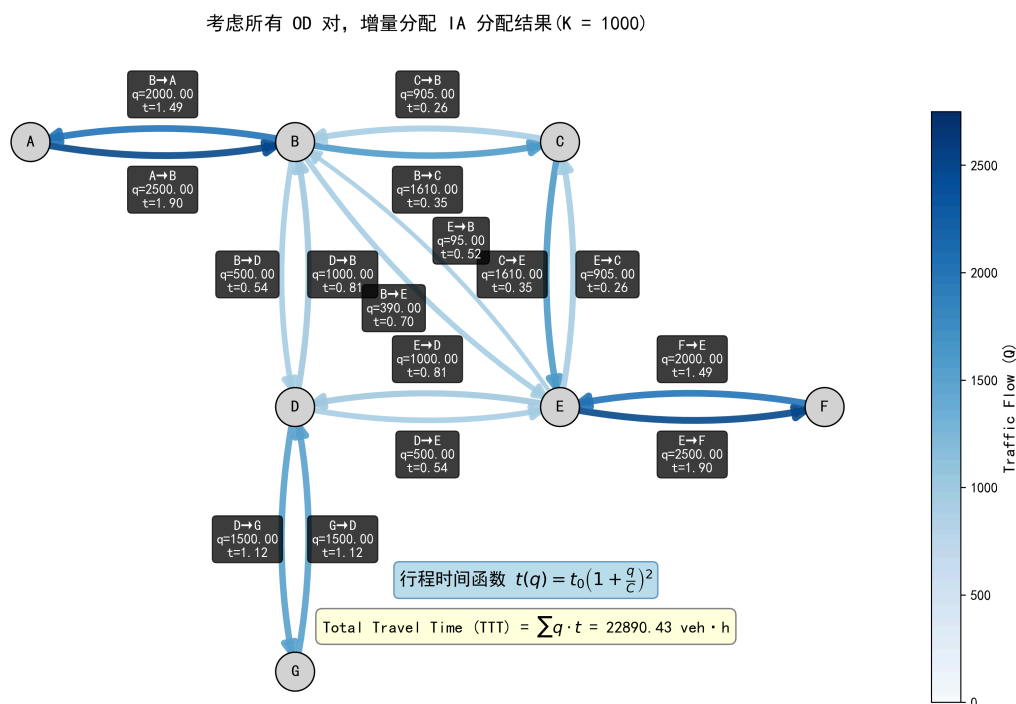 考虑所有 OD 对，增量分配 IA 分配结果(K = 1000)
B→A
q=2000.00
t=1.49
C→B
q=905.00
t=0.26
A
B
C
A→B
q=2500.00
t=1.90
B→C
q=1610.00
t=0.35
E→B
q=95.00
t=0.52
B→D
q=500.00
t=0.54
D→B
q=1000.00
t=0.81
C→E
q=1610.00
t=0.35
E→C
q=905.00
t=0.26
B→E
q=390.00
t=0.70
E→D
q=1000.00
t=0.81
F→E
q=2000.00
t=1.49
D
E
F
D→E
q=500.00
t=0.54
E→F
q=2500.00
t=1.90
D→G
q=1500.00
t=1.12
G→D
q=1500.00
t=1.12
行程时间函数 t(q) = t₀(1 + q/C)²
Total Travel Time (TTT) = ∑q · t = 22890.43 veh·h
G
2500
2000
1500
1000
500
0
Traffic Flow (Q)